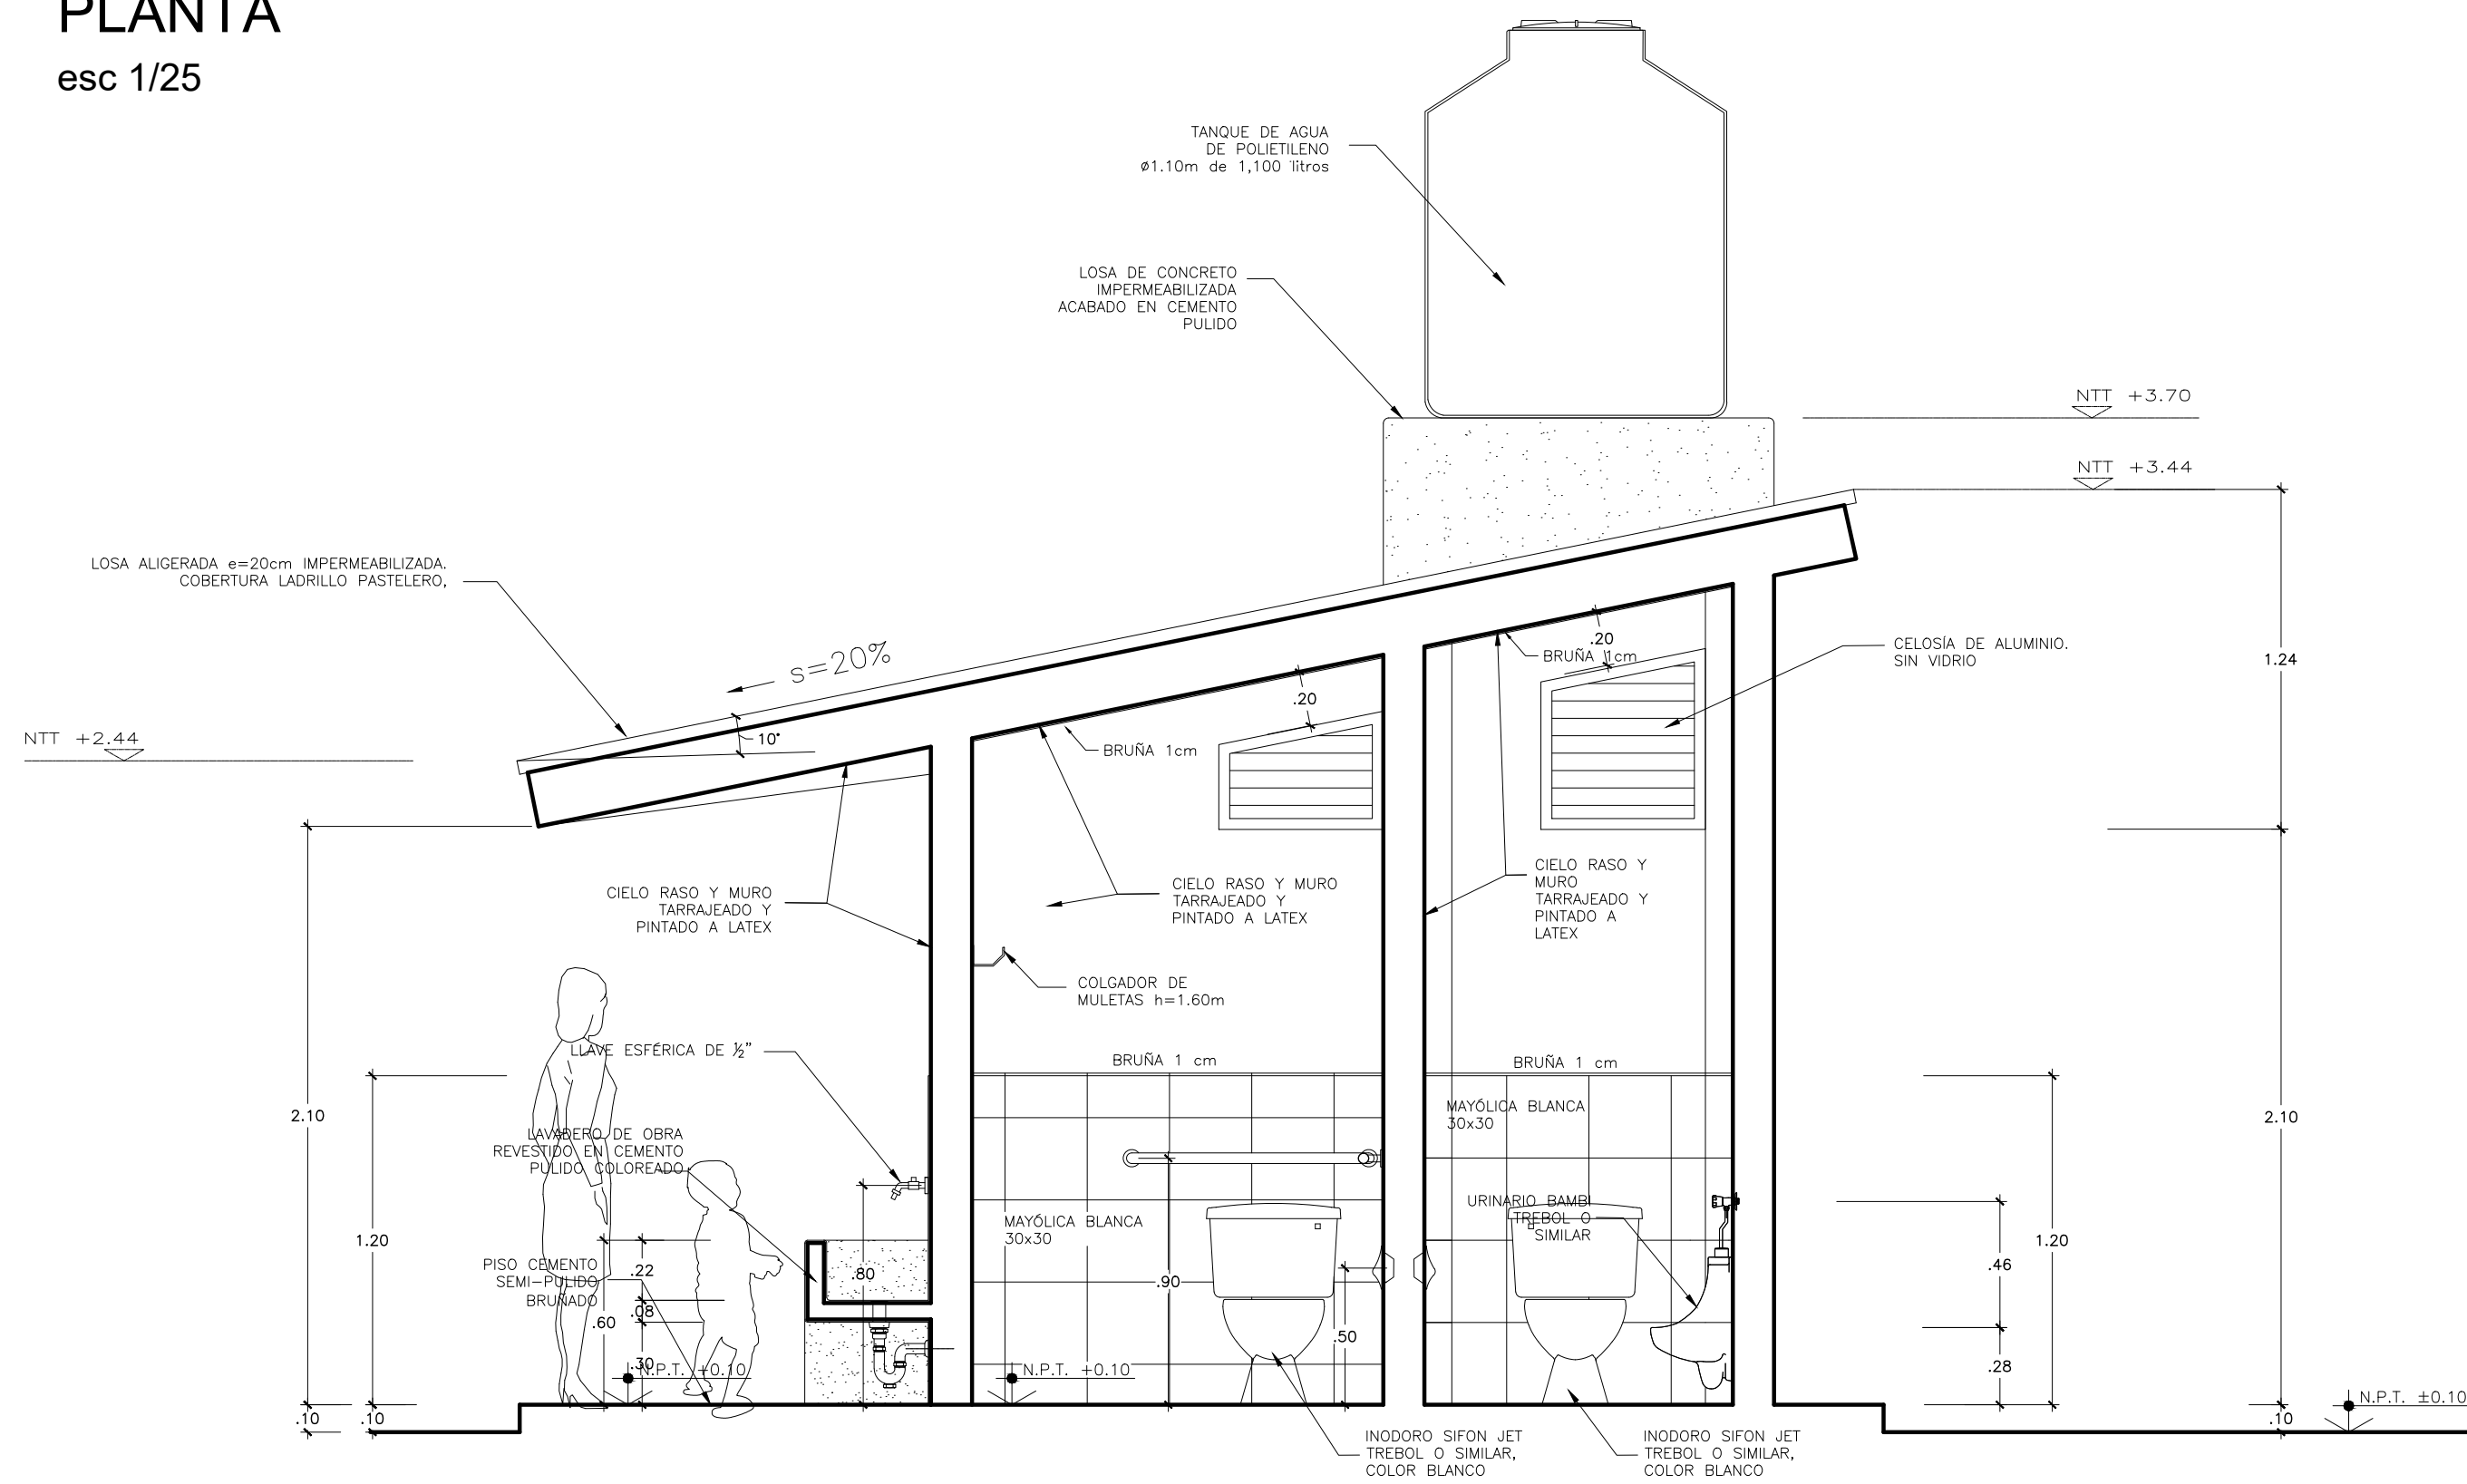 PLANTA
esc 1/25
TANQUE DE AGUA
DE POLIETILENO
ø1.10m de 1,100 litros
LOSA DE CONCRETO
IMPERMEABILIZADA
ACABADO EN CEMENTO
PULIDO
NTT +3.70
NTT +3.44
LOSA ALIGERADA e=20cm IMPERMEABILIZADA.
COBERTURA LADRILLO PASTELERO,
s=20%
.20
BRUÑA 1cm
CELOSÍA DE ALUMINIO.
SIN VIDRIO
1.24
.20
NTT +2.44
10°
BRUÑA 1cm
CIELO RASO Y MURO
TARRAJEADO Y
PINTADO A LATEX
CIELO RASO Y MURO
TARRAJEADO Y
PINTADO A LATEX
CIELO RASO Y
MURO
TARRAJEADO Y
PINTADO A
LATEX
COLGADOR DE
MULETAS h=1.60m
LLAVE ESFÉRICA DE ½"
BRUÑA 1 cm
BRUÑA 1 cm
2.10
MAYÓLICA BLANCA
30x30
2.10
LAVADERO DE OBRA
REVESTIDO EN CEMENTO
PULIDO COLOREADO
MAYÓLICA BLANCA
30x30
URINARIO BAMBI
TREBOL O
SIMILAR
1.20
1.20
PISO CEMENTO
SEMI-PULIDO
BRUÑADO
.22
.08
.60
.30
.80
.90
.50
.46
.28
N.P.T. +0.10
N.P.T. +0.10
N.P.T. ±0.10
.10
.10
.10
INODORO SIFON JET
TREBOL O SIMILAR,
COLOR BLANCO
INODORO SIFON JET
TREBOL O SIMILAR,
COLOR BLANCO